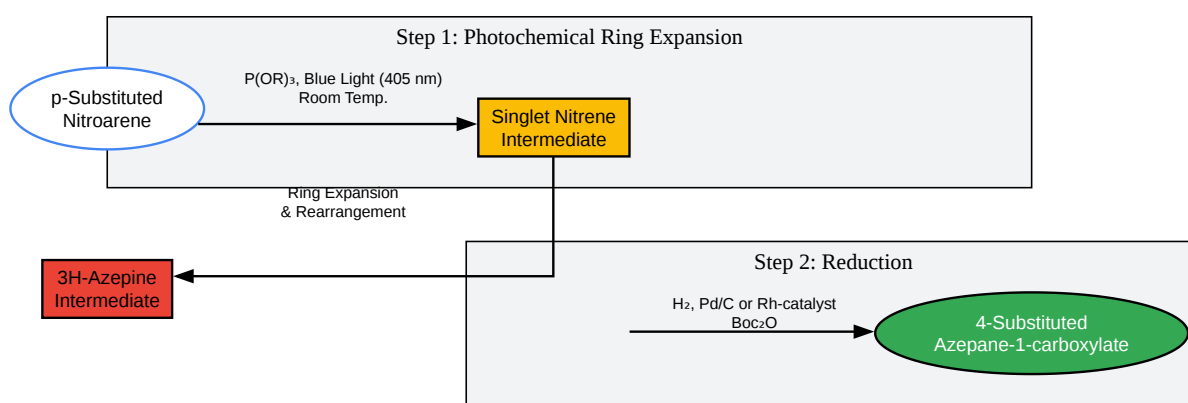 Step 1: Photochemical Ring Expansion
P(OR)₃, Blue Light (405 nm)
Room Temp.
p-Substituted
Nitroarene
Singlet Nitrene
Intermediate
Ring Expansion
& Rearrangement
3H-Azepine
Intermediate
Step 2: Reduction
H₂, Pd/C or Rh-catalyst
Boc₂O
4-Substituted
Azepane-1-carboxylate